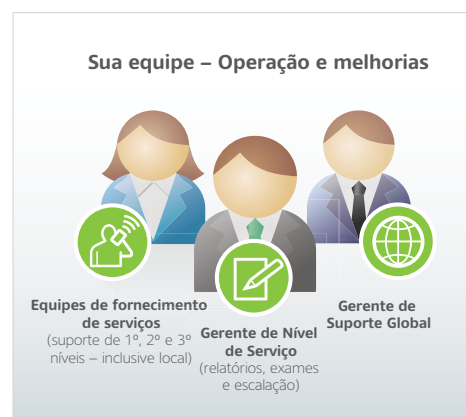 Sua equipe – Operação e melhorias
Equipes de fornecimento
de serviços
(suporte de 1º, 2º e 3º
níveis – inclusive local)
Gerente de Nível
de Serviço
(relatórios, exames
e escalação)
Gerente de
Suporte Global